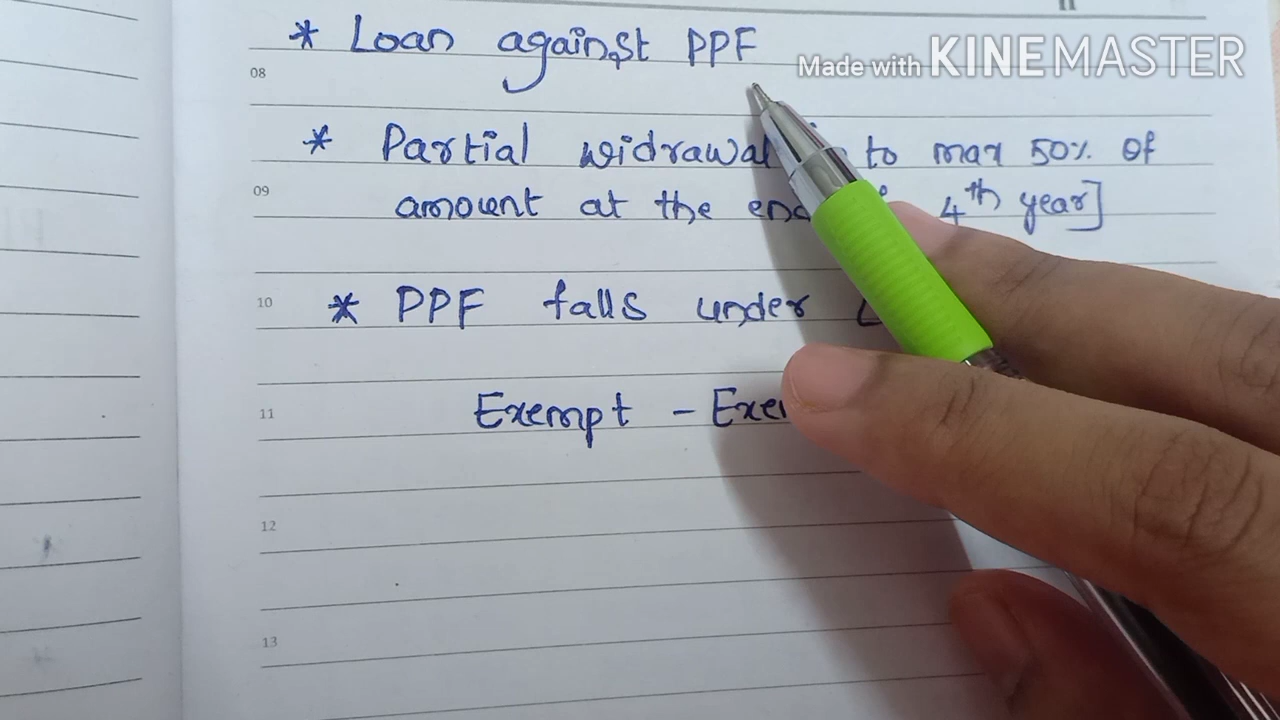 * Loan against PPF
Made with KINEMASTER
08
* Partial widrawal to max 50% of
09
amount at the end 4th year]
10
* PPF falls under
11
Exempt -
12
13